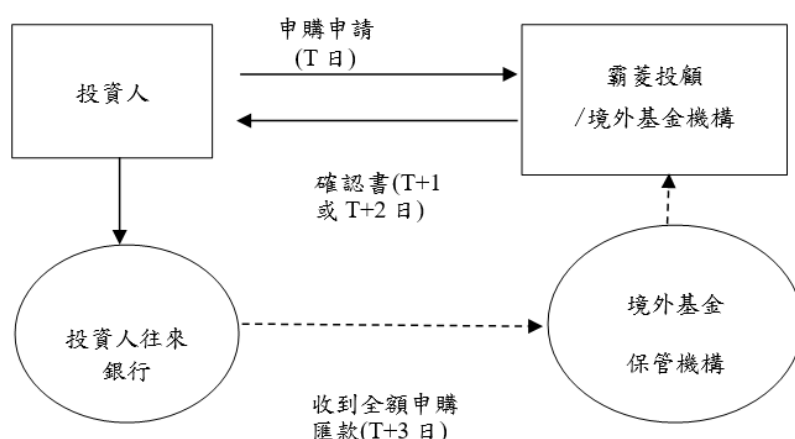 申購申請
(T 日)
投資人
霸菱投顧
/境外基金機構
確認書(T+1
或 T+2 日)
投資人往來
銀行
境外基金
保管機構
收到全額申購
匯款(T+3 日)